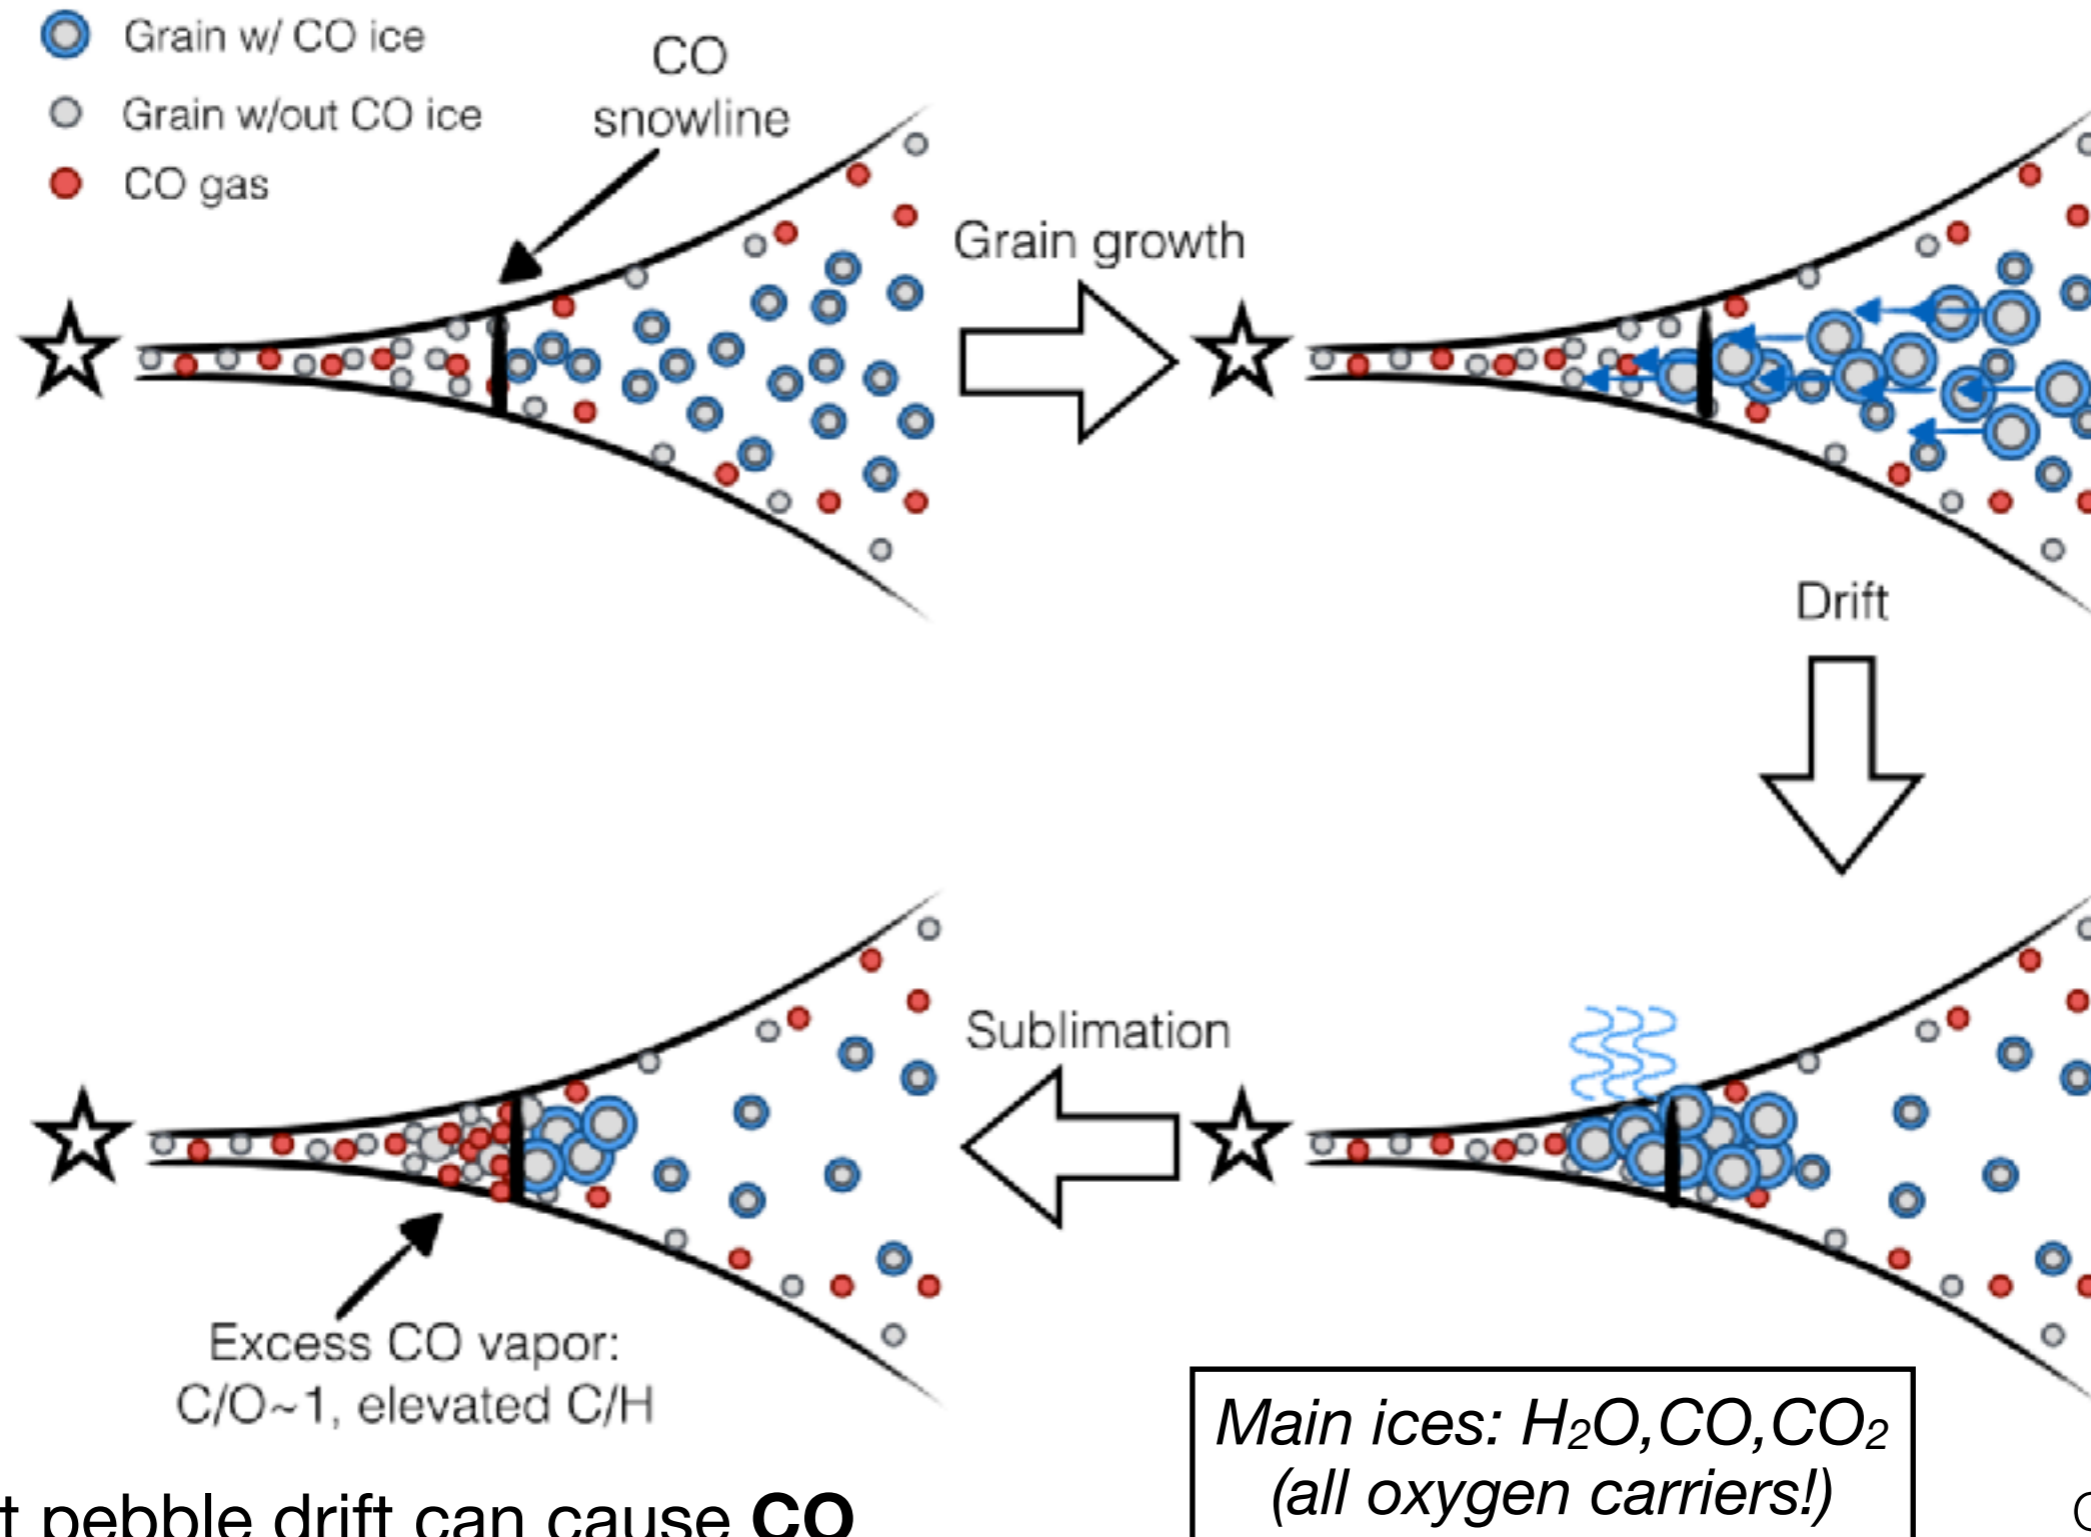 Grain w/ CO ice
Grain w/out CO ice
CO gas
CO
snowline
Grain growth
Drift
Sublimation
Excess CO vapor:
C/O~1, elevated C/H
Main ices: H₂O,CO,CO₂
(all oxygen carriers!)
pebble drift can cause CO